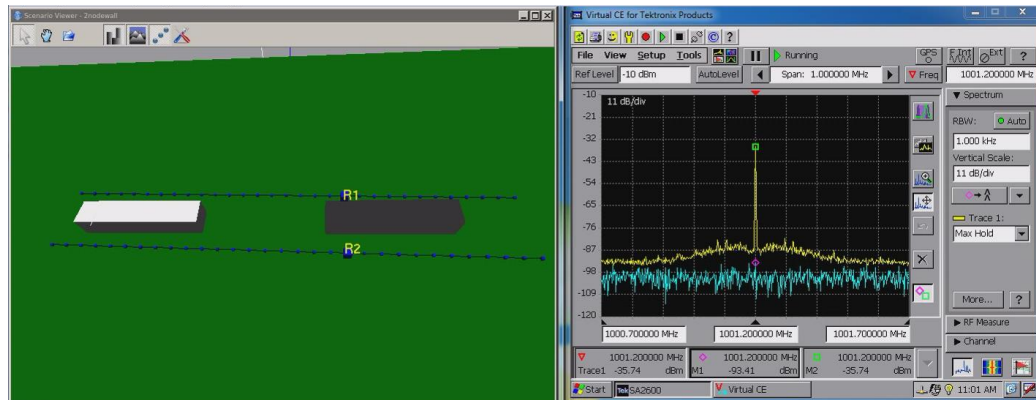 Scenario Viewer - 2nodewall
R1
R2
Virtual CE for Tektronix Products
File View Setup Tools
Running
GPS
Ext
?
Ref Level -10 dBm
AutoLevel
Span: 1.000000 MHz
Freq
1001.200000 MHz
11 dB/div
-10
-21
-32
-43
-54
-65
-76
-87
-98
-109
-120
Spectrum
RBW:
Auto
1.000 kHz
Vertical Scale:
11 dB/div
Trace 1:
Max Hold
More...
?
RF Measure
Channel
1000.700000 MHz
1001.200000 MHz
1001.700000 MHz
1001.200000 MHz
Trace1 -35.74 dBm
1001.200000 MHz
M1 -93.41 dBm
1001.200000 MHz
M2 -35.74 dBm
Start
Tek SA2600
Virtual CE
11:01 AM